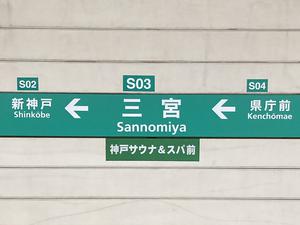 S02
新神戸
Shinkōbe
S03
三宮
Sannomiya
神戸サウナ&スパ前
S04
県庁前
Kenchōmae